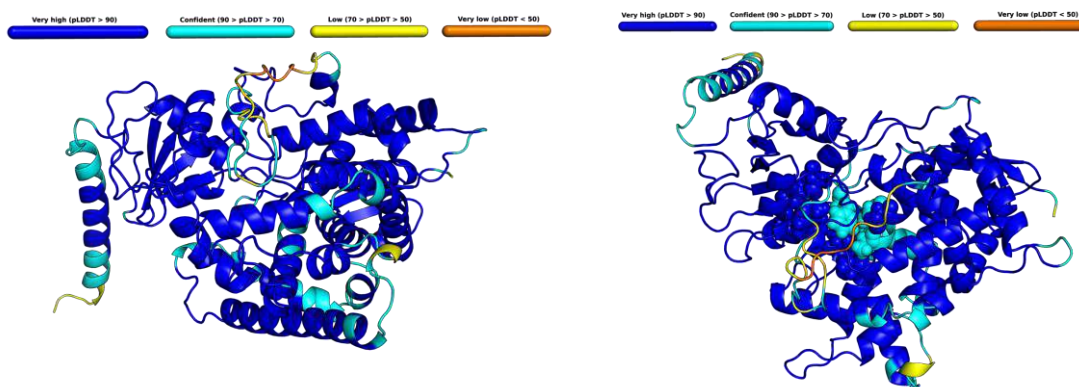 Very high (pLDDT > 90) Confident (90 > pLDDT > 70) Low (70 > pLDDT > 50) Very low (pLDDT < 50)
Very high (pLDDT > 90) Confident (90 > pLDDT > 70) Low (70 > pLDDT > 50) Very low (pLDDT < 50)